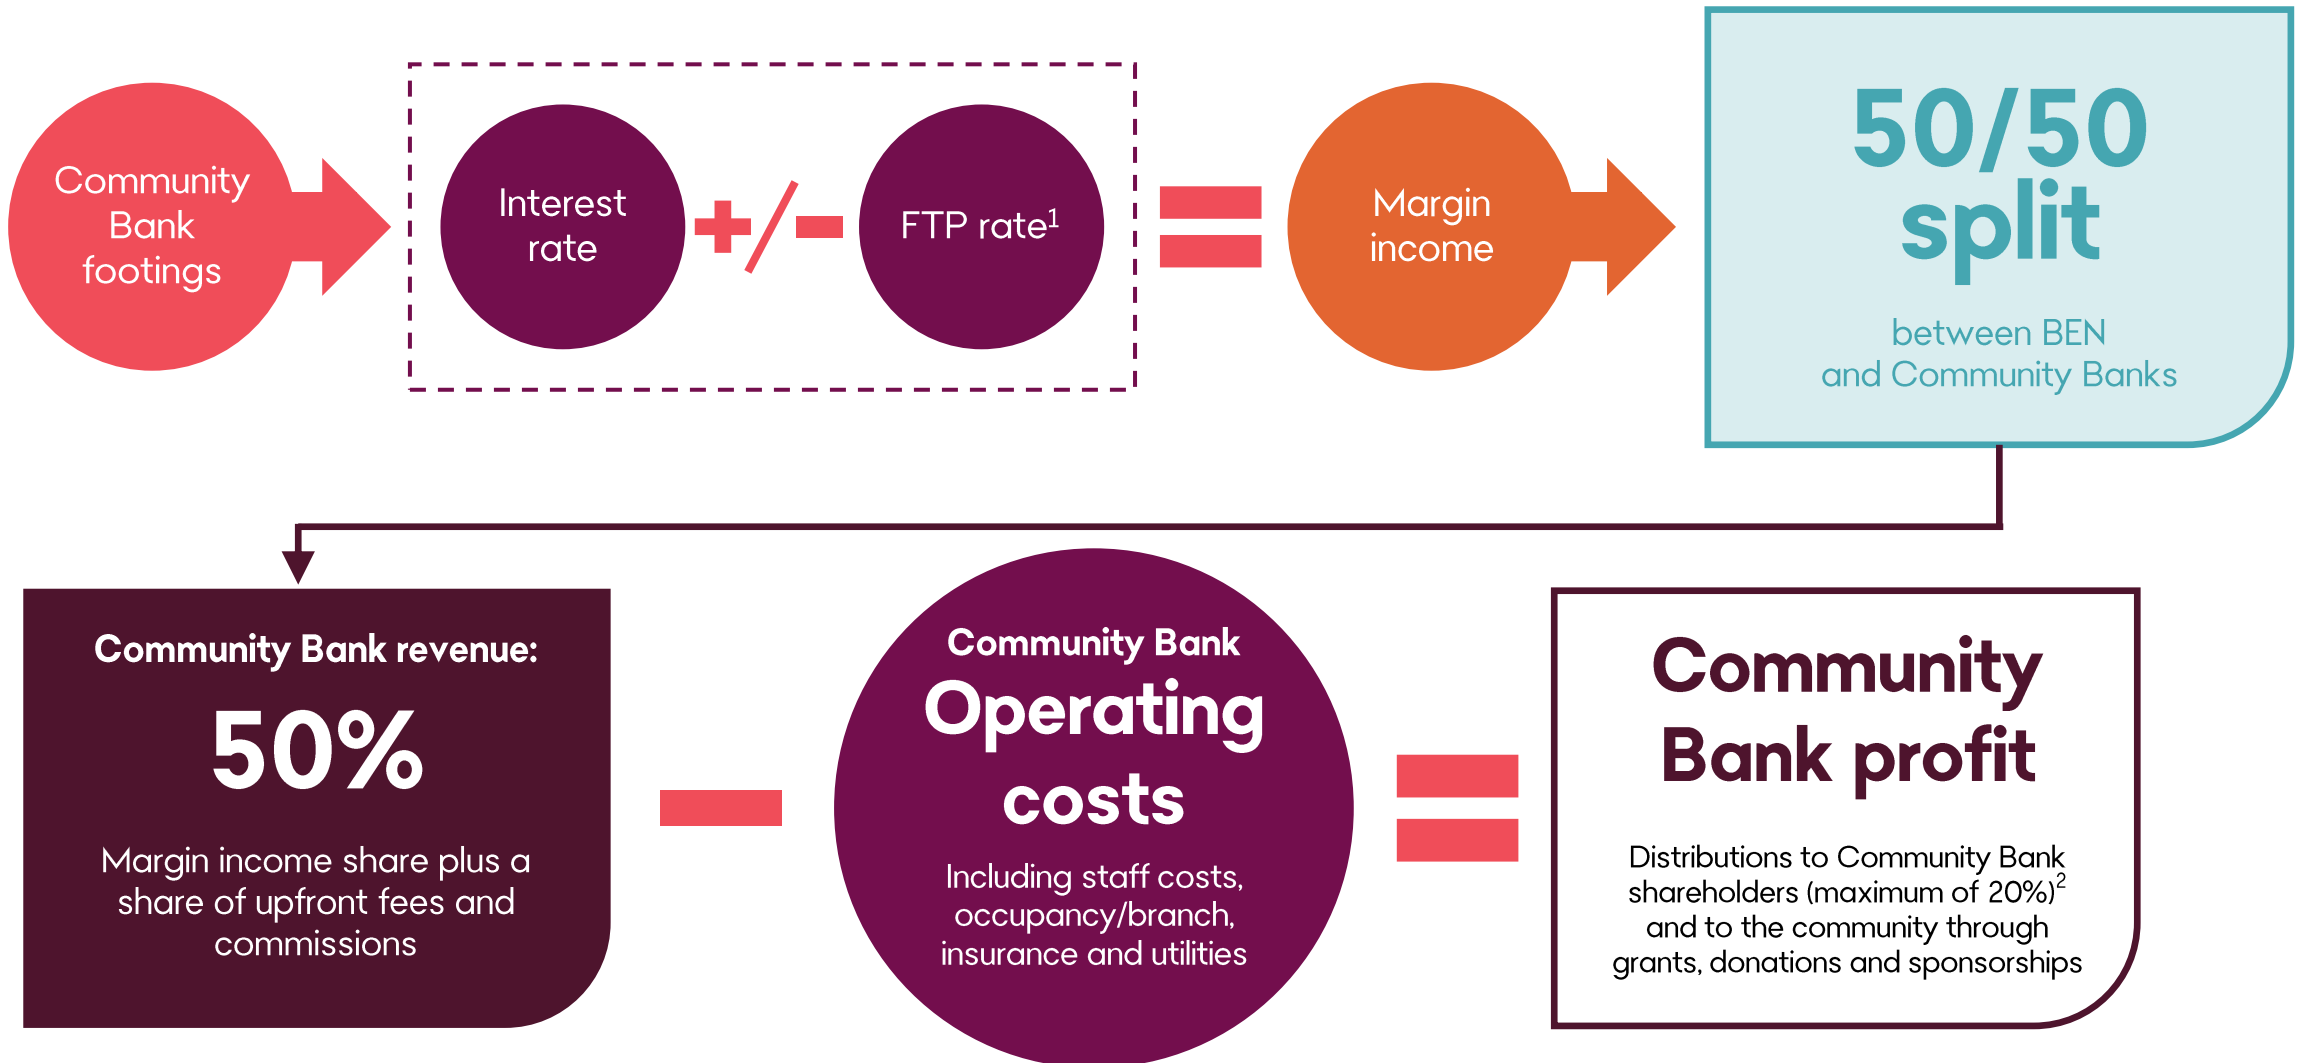 Community
Bank
footings
Interest
rate
+/-
FTP rate¹
=
Margin
income
50/50
split
between BEN
and Community Banks
Community Bank revenue:
50%
Margin income share plus a
share of upfront fees and
commissions
-
Community Bank
Operating
costs
Including staff costs,
occupancy/branch,
insurance and utilities
=
Community
Bank profit
Distributions to Community Bank
shareholders (maximum of 20%)²
and to the community through
grants, donations and sponsorships